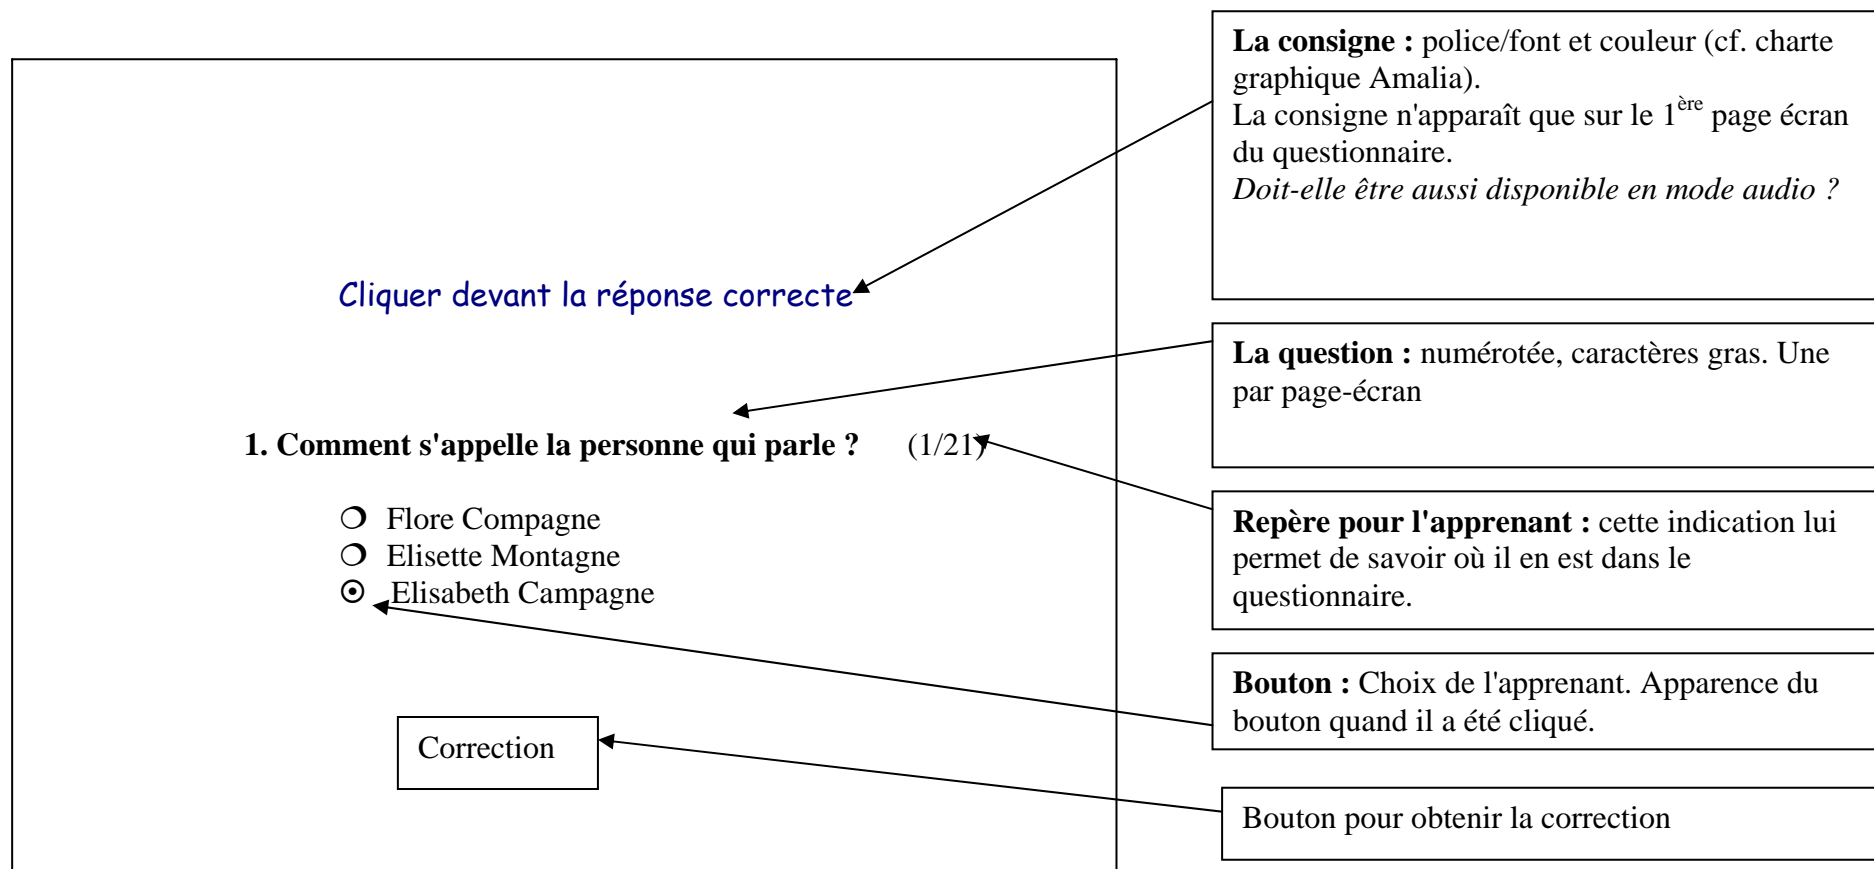 Cliquer devant la réponse correcte
1. Comment s'appelle la personne qui parle ? (1/21)
Flore Compagne
Elisette Montagne
Elisabeth Campagne
Correction
La consigne : police/font et couleur (cf. charte
graphique Amalia).
La consigne n'apparaît que sur le 1ère page écran
du questionnaire.
Doit-elle être aussi disponible en mode audio ?
La question : numérotée, caractères gras. Une
par page-écran
Repère pour l'apprenant : cette indication lui
permet de savoir où il en est dans le
questionnaire.
Bouton : Choix de l'apprenant. Apparence du
bouton quand il a été cliqué.
Bouton pour obtenir la correction